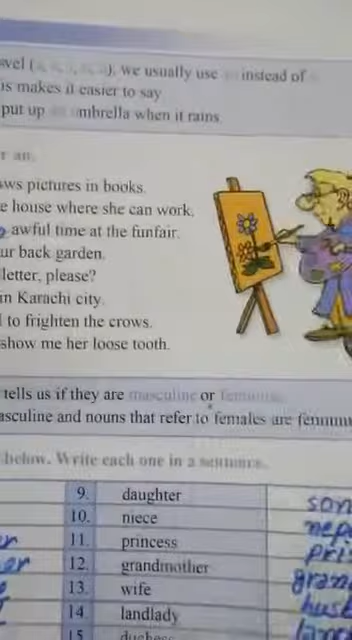 we usually use instead of
is makes it easier to say
put up umbrella when it rains
an.
ws pictures in books.
e house where she can work.
awful time at the funfair.
ur back garden.
letter, please?
in Karachi city.
to frighten the crows.
show me her loose tooth.
tells us if they are masculine or feminine
asculine and nouns that refer to females are
below. Write each one in a sentence.
9. daughter son
10. niece
11. princess
12. grandmother
13. wife
14. landlady
15. duchess